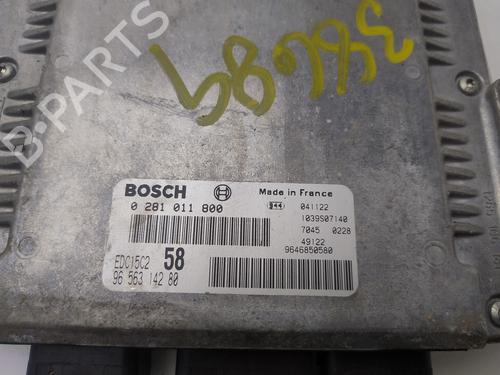 36689
B-PARTS
BOSCH
Made in France
0 281 011 800
041122
1039S07140
7045 0228
49122
9646850580
EDC15C2 58
96 563 142 80